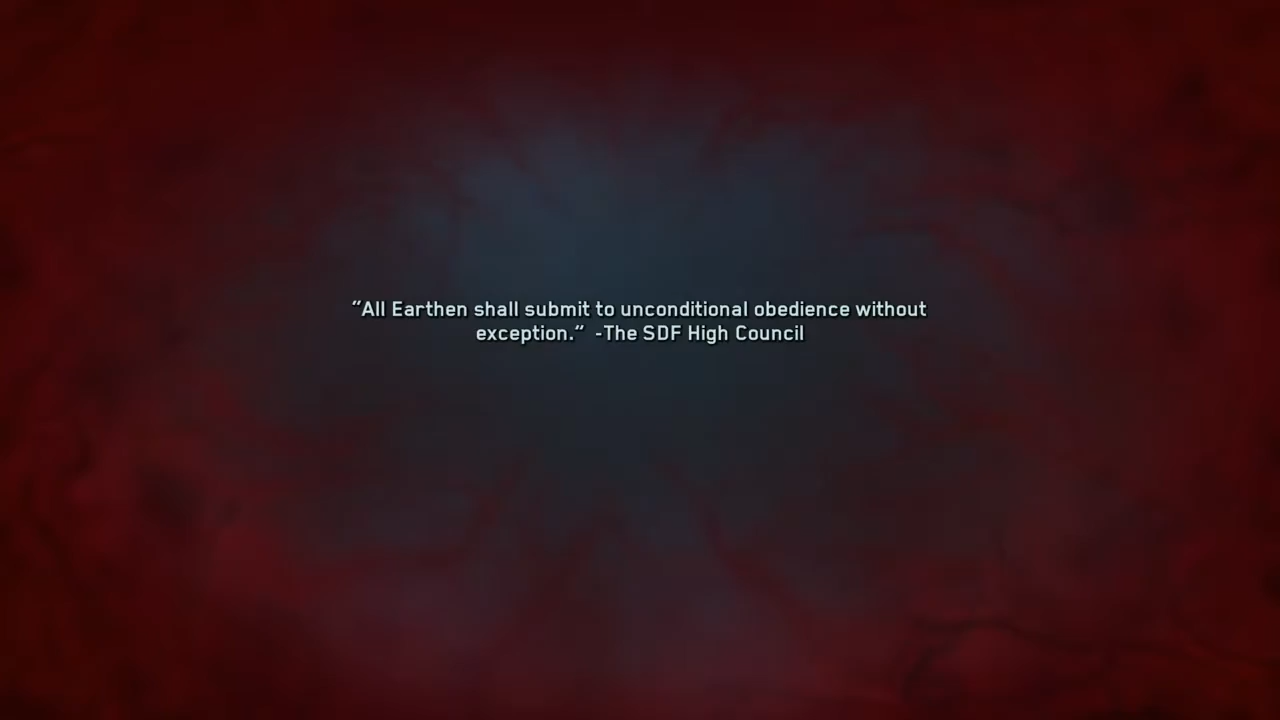 "All Earthen shall submit to unconditional obedience without
exception." -The SDF High Council